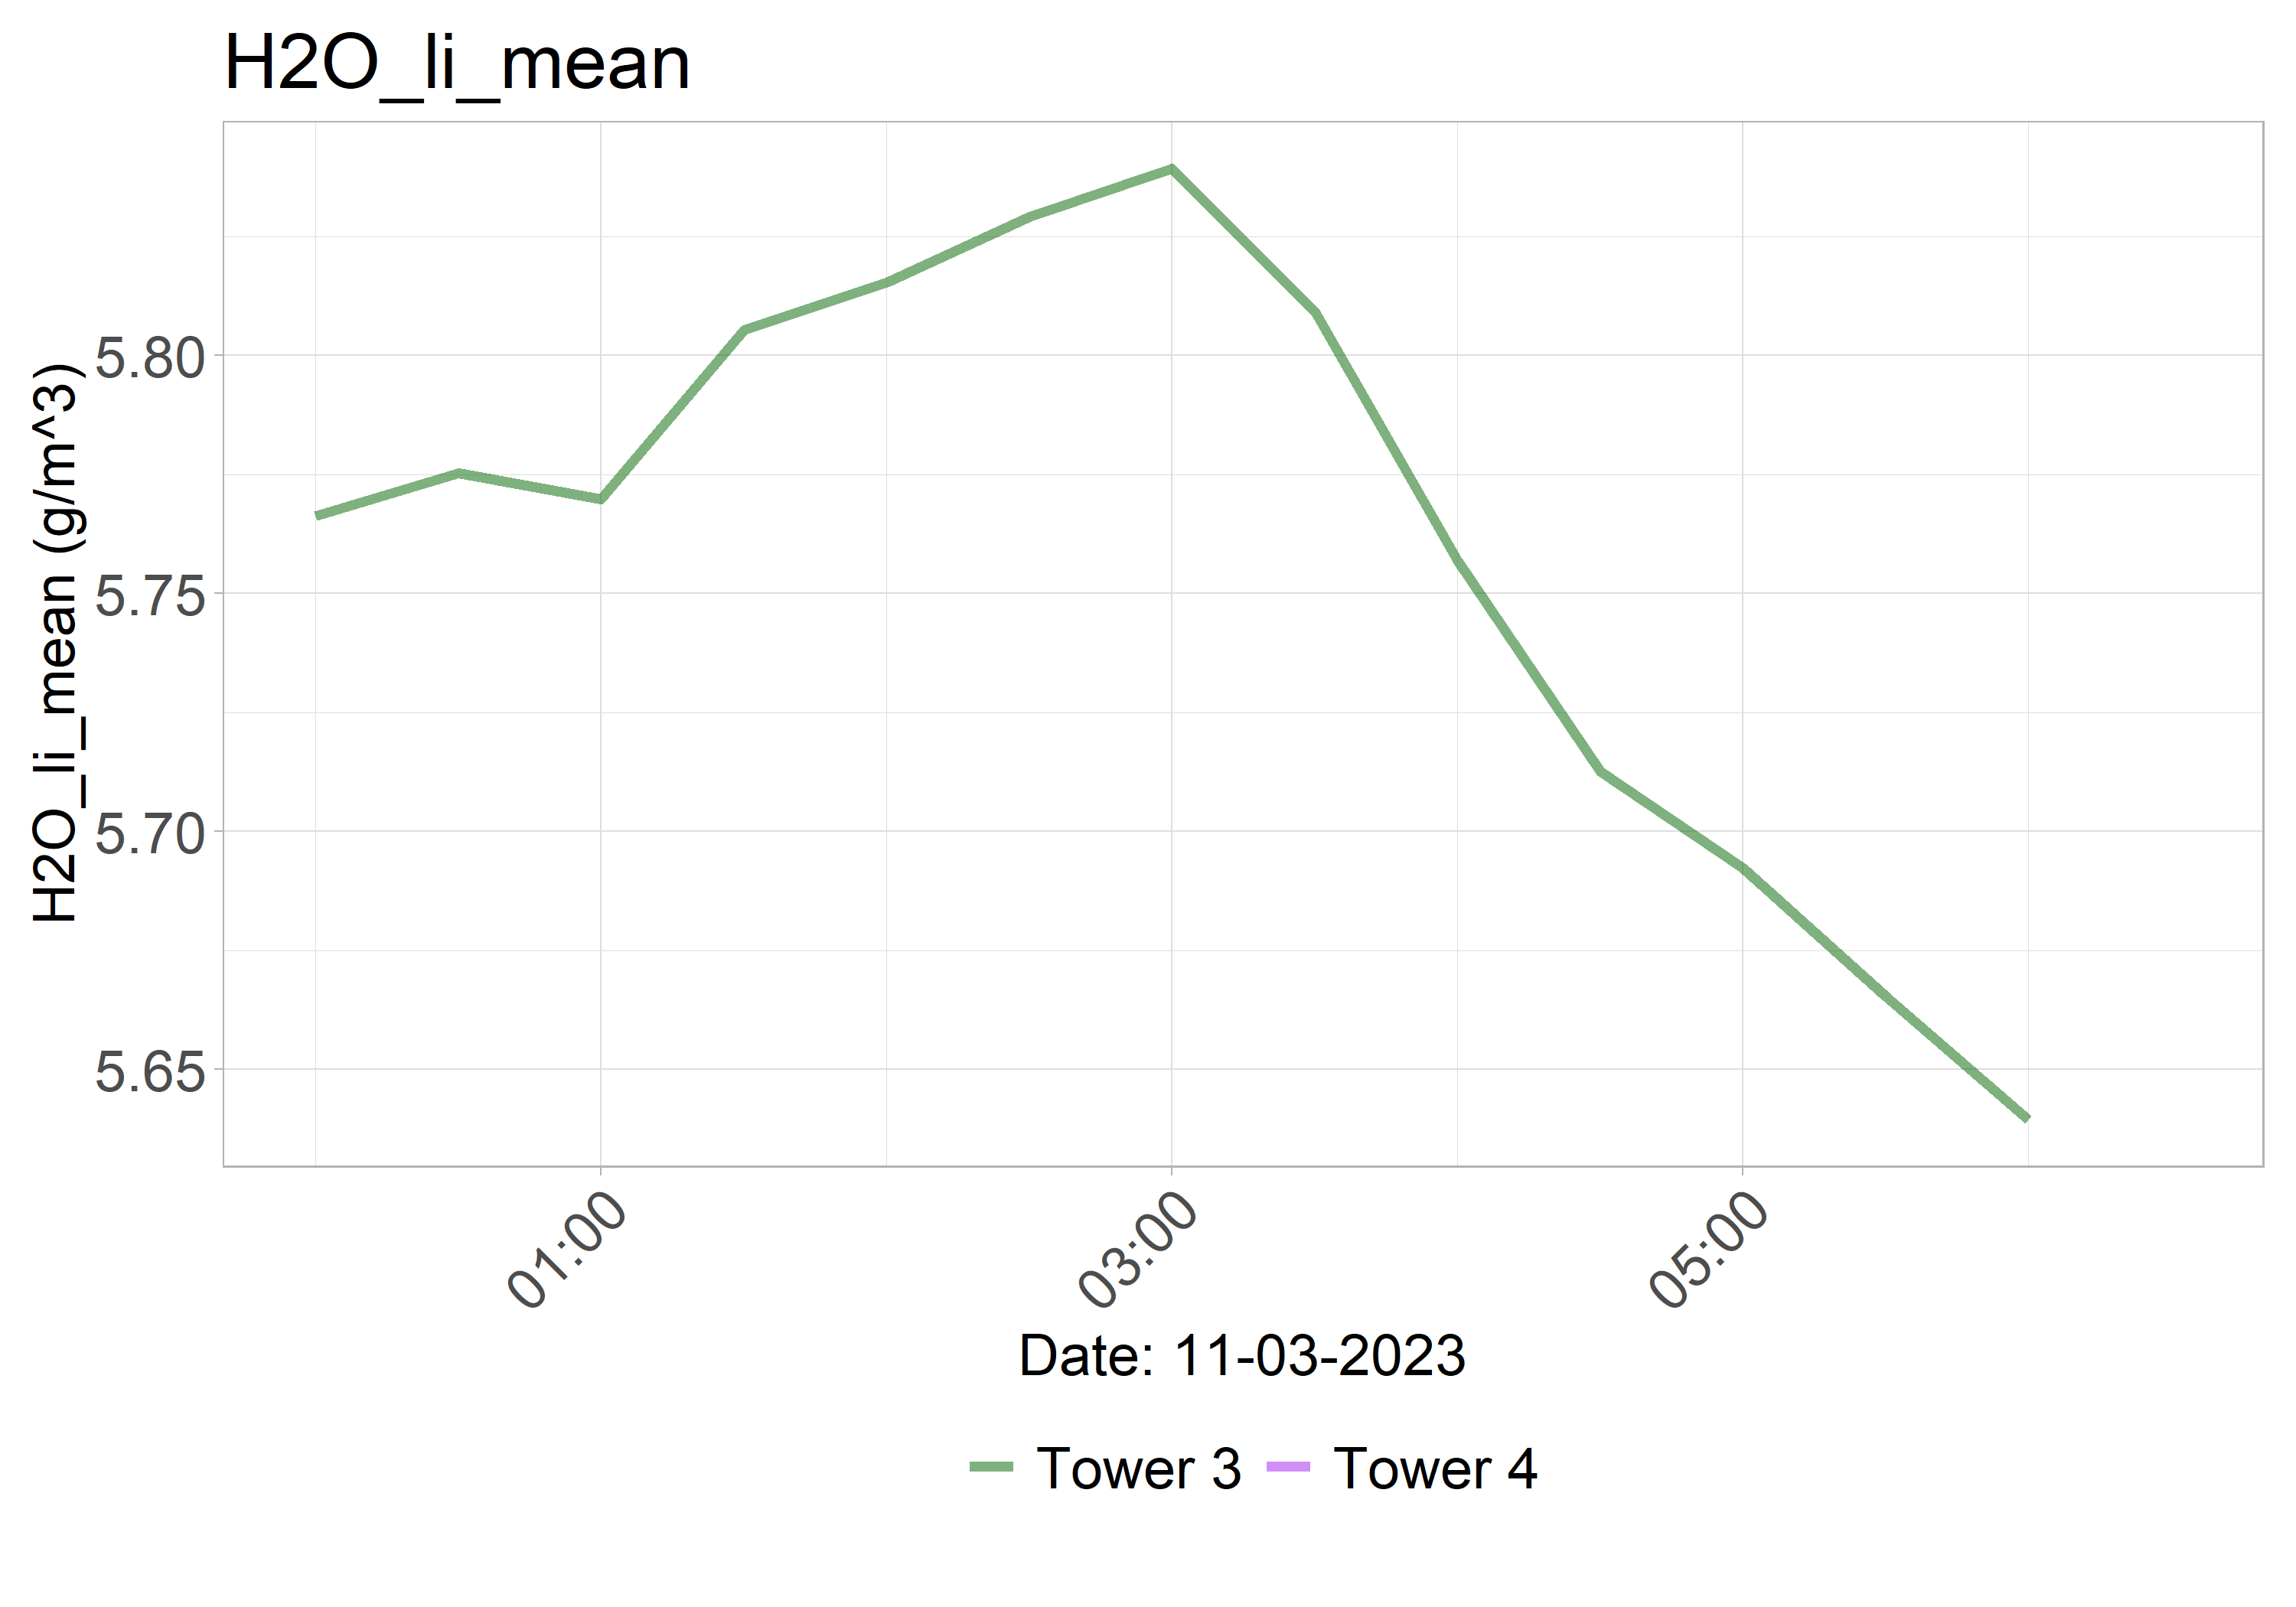 H2O_li_mean
H2O_li_mean (g/m^3)
5.80
5.75
5.70
5.65
01:00
03:00
05:00
Date: 11-03-2023
Tower 3
Tower 4